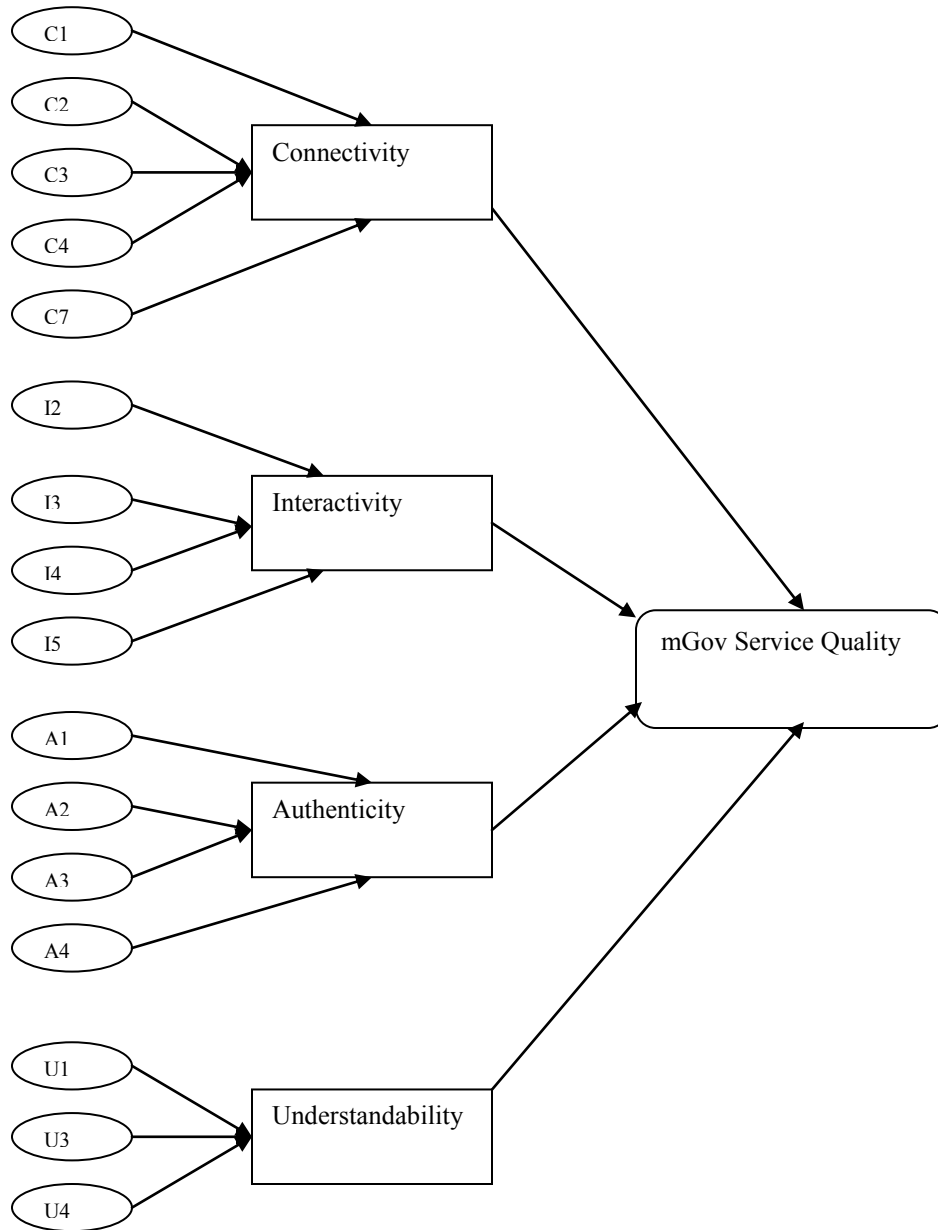 C1
C2
C3
C4
C7
Connectivity
I2
I3
I4
I5
Interactivity
mGov Service Quality
A1
A2
A3
A4
Authenticity
U1
U3
U4
Understandability